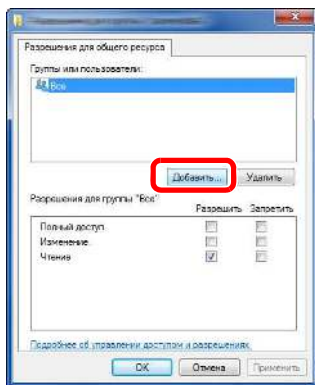 Разрешения для общего ресурса
Группы или пользователи:
Все
Добавить... Удалить
Разрешения для группы "Все"
Разрешить Запретить
Полный доступ
Изменение
Чтение
Подробнее об управлении доступом и разрешениях
ОК Отмена Применить